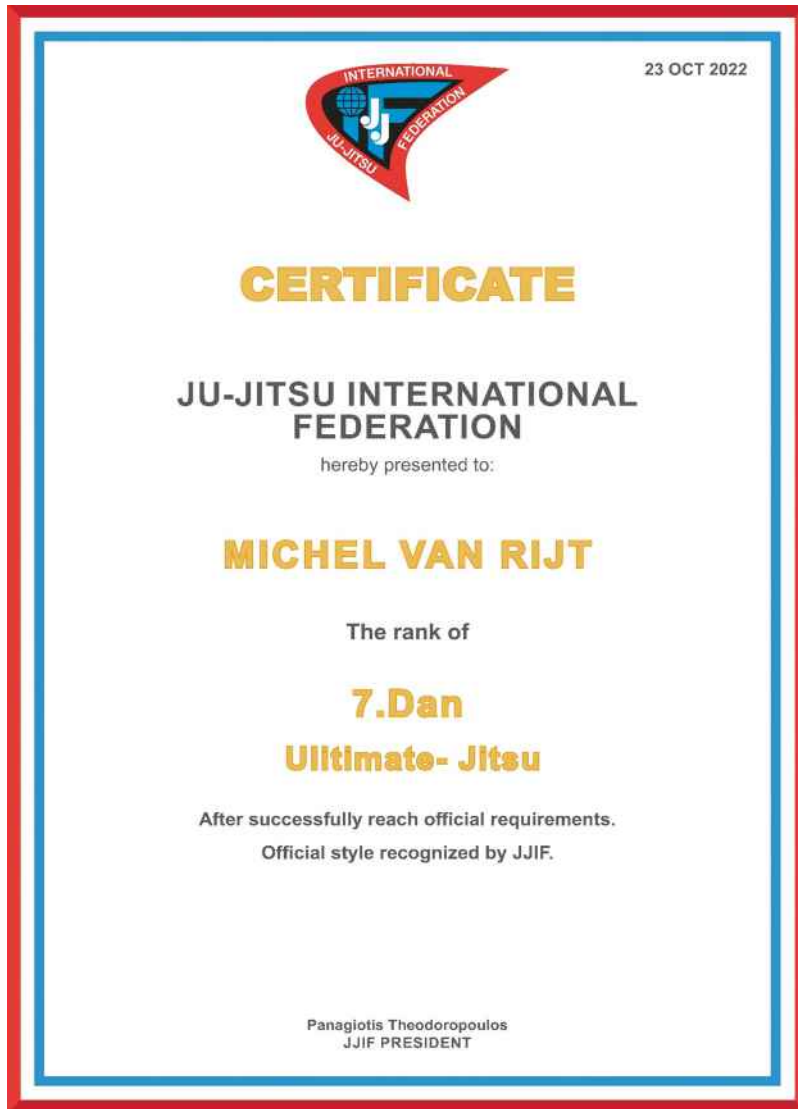 23 OCT 2022
INTERNATIONAL
JU-JITSU
FEDERATION
JJ
CERTIFICATE
JU-JITSU INTERNATIONAL
FEDERATION
hereby presented to:
MICHEL VAN RIJT
The rank of
7.Dan
Ulitimate- Jitsu
After successfully reach official requirements.
Official style recognized by JJIF.
Panagiotis Theodoropoulos
JJIF PRESIDENT